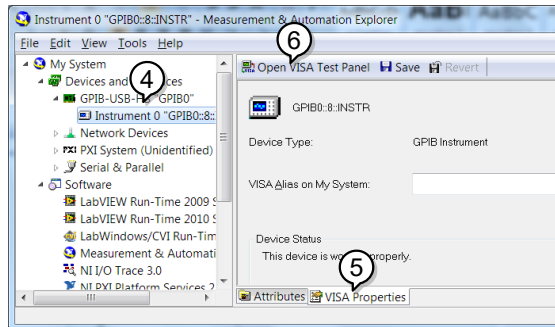 Instrument 0 "GPIB0::8::INSTR" - Measurement & Automation Explorer
File Edit View Tools Help
6
Open VISA Test Panel Save Revert
My System
4
Devices and
GPIB-USB-HS "GPIB0"
Instrument 0 "GPIB0::8::
Network Devices
PXI System (Unidentified)
Serial & Parallel
Software
LabVIEW Run-Time 2009 S
LabVIEW Run-Time 2010 S
LabWindows/CVI Run-Tim
Measurement & Automati
NI I/O Trace 3.0
NI PXI Platform Services 2
GPIB0::8::INSTR
Device Type: GPIB Instrument
VISA Alias on My System:
Device Status
This device is properly.
5
Attributes VISA Properties